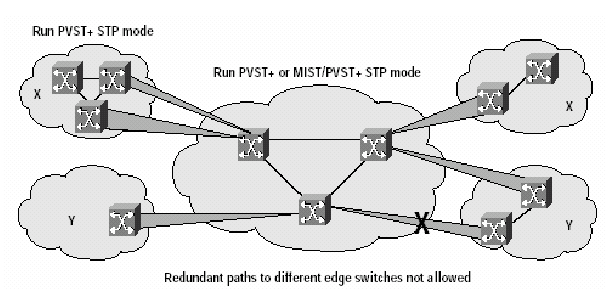 Run PVST+ STP mode
Run PVST+ or MIST/PVST+ STP mode
X
X
Y
X
Y
Redundant paths to different edge switches not allowed